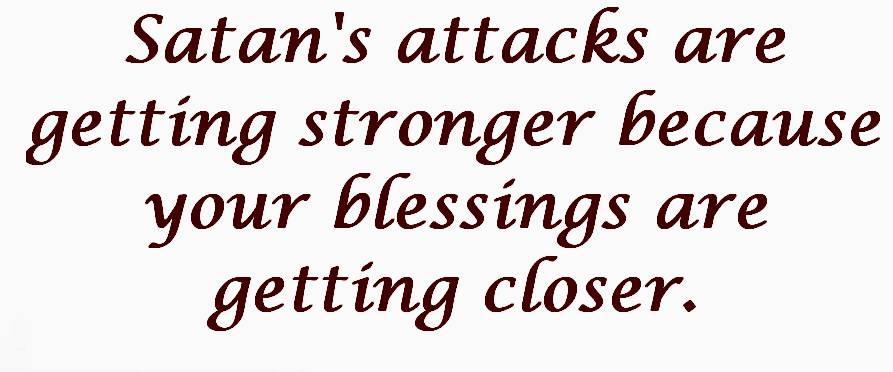 Satan's attacks are
getting stronger because
your blessings are
getting closer.